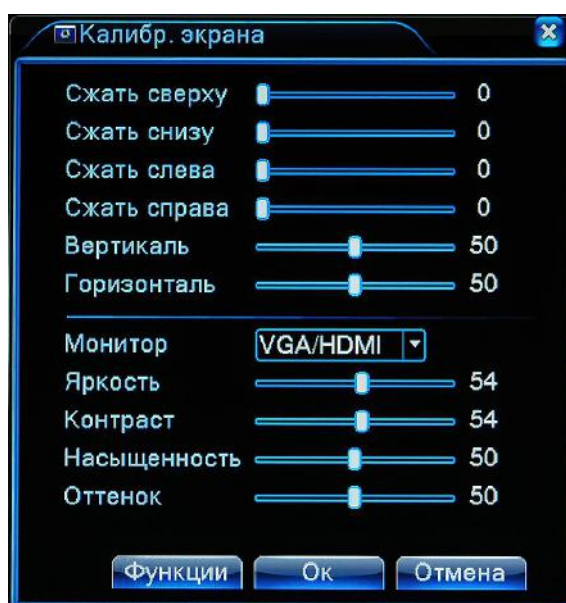 Калибр. экрана
Сжать сверху 0
Сжать снизу 0
Сжать слева 0
Сжать справа 0
Вертикаль 50
Горизонталь 50
Монитор VGA/HDMI
Яркость 54
Контраст 54
Насыщенность 50
Оттенок 50
Функции Ок Отмена